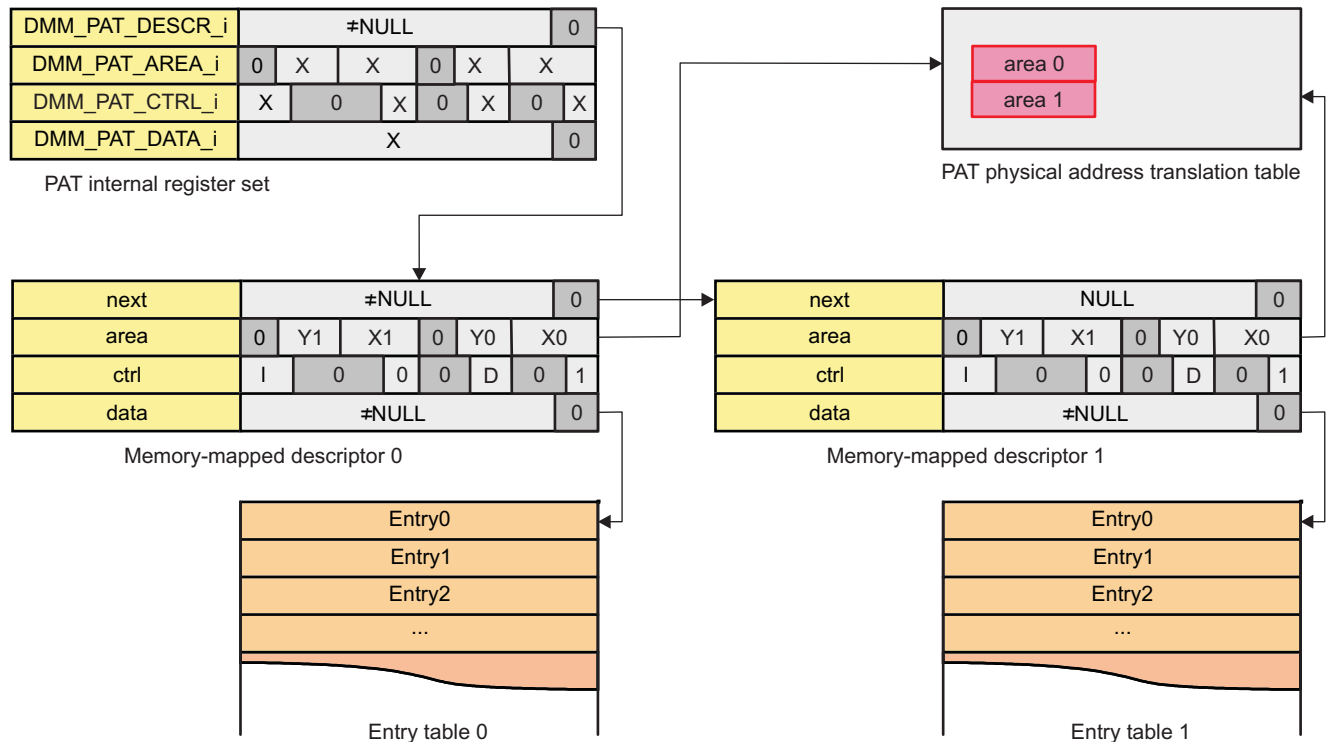 DMM_PAT_DESCR_i ≠NULL 0
DMM_PAT_AREA_i 0 X X 0 X X
DMM_PAT_CTRL_i X 0 X 0 X 0 X
DMM_PAT_DATA_i X 0
PAT internal register set
area 0
area 1
PAT physical address translation table
next ≠NULL 0
area 0 Y1 X1 0 Y0 X0
ctrl I 0 0 0 D 0 1
data ≠NULL 0
Memory-mapped descriptor 0
next NULL 0
area 0 Y1 X1 0 Y0 X0
ctrl I 0 0 0 D 0 1
data ≠NULL 0
Memory-mapped descriptor 1
Entry0
Entry1
Entry2
...
Entry table 0
Entry0
Entry1
Entry2
...
Entry table 1